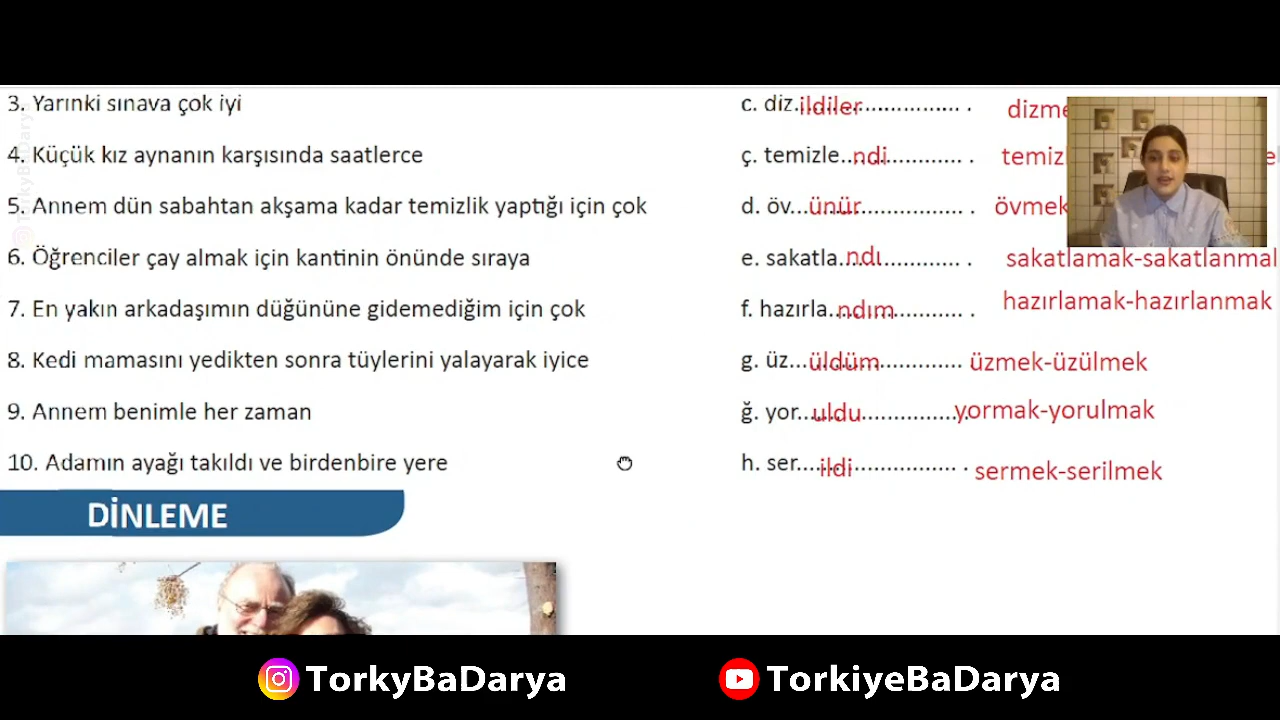 3. Yarınki sınava çok iyi
c. diz..ildiler......................... .
dizme
4. Küçük kız aynanın karşısında saatlerce
ç. temizle..ndi............... .
5. Annem dün sabahtan akşama kadar temizlik yaptığı için çok
d. öv...ünür................... .
övmek
6. Öğrenciler çay almak için kantinin önünde sıraya
e. sakatla.ndı............... .
sakatlamak-sakatlanma
7. En yakın arkadaşımın düğününe gidemediğim için çok
f. hazırla..ndım............. .
hazırlamak-hazırlanmak
8. Kedi mamasını yedikten sonra tüylerini yalayarak iyice
g. üz...üldüm................
üzmek-üzülmek
9. Annem benimle her zaman
ğ. yor...uldu..................
yormak-yorulmak
10. Adamın ayağı takıldı ve birdenbire yere
h. ser....ildi.................. .
sermek-serilmek
DİNLEME
TorkyBaDarya
TorkyBaDarya
TorkiyeBaDarya